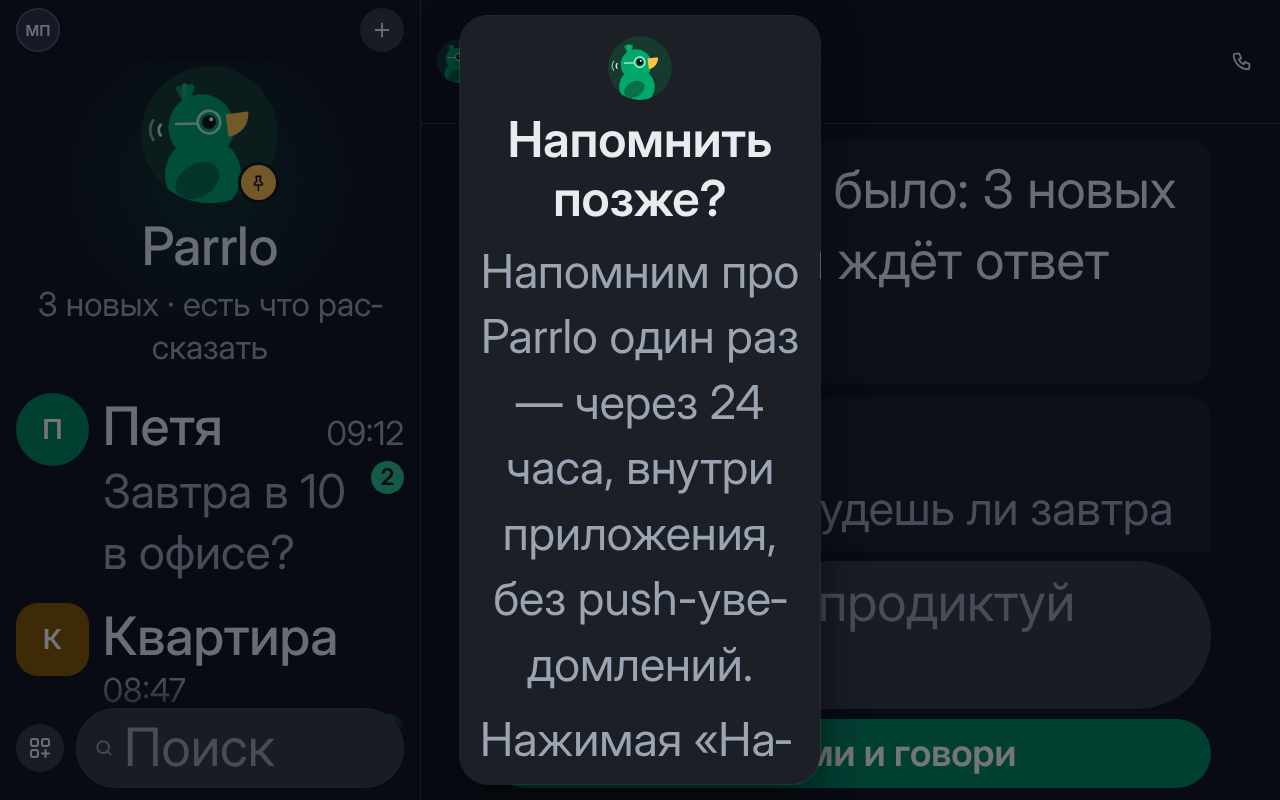 МП
Parrlo
3 новых · есть что рас-
сказать
П
Петя
09:12
Завтра в 10
2
в офисе?
К
Квартира
08:47
Поиск
Напомнить
позже?
Напомним про
Parrlo один раз
— через 24
часа, внутри
приложения,
без push-уве-
домлений.
Нажимая «На-
было: 3 новых
ждёт ответ
удешь ли завтра
продиктуй
ми и говори